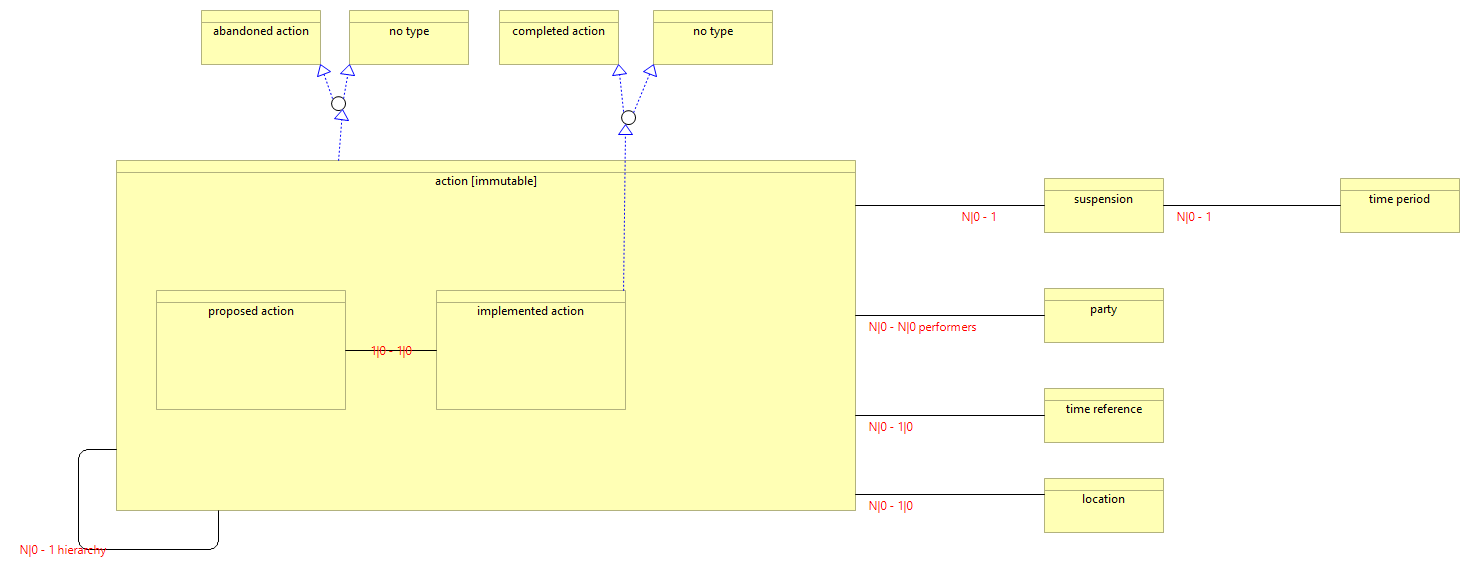 abandoned action
no type
completed action
no type
action [immutable]
suspension
time period
N|0 - 1
N|0 - 1
proposed action
implemented action
party
N|0 - N|0 performers
1|0 - 1|0
time reference
N|0 - 1|0
location
N|0 - 1|0
N|0 - 1 hierarchy